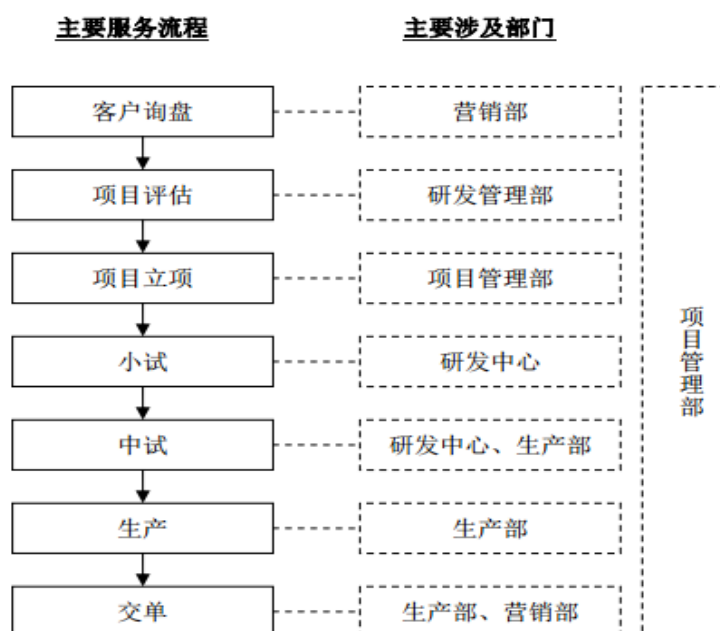 主要服务流程 主要涉及部门
客户询盘 营销部
项目评估 研发管理部
项目立项 项目管理部
小试 研发中心
中试 研发中心、生产部
生产 生产部
交单 生产部、营销部
项目管理部